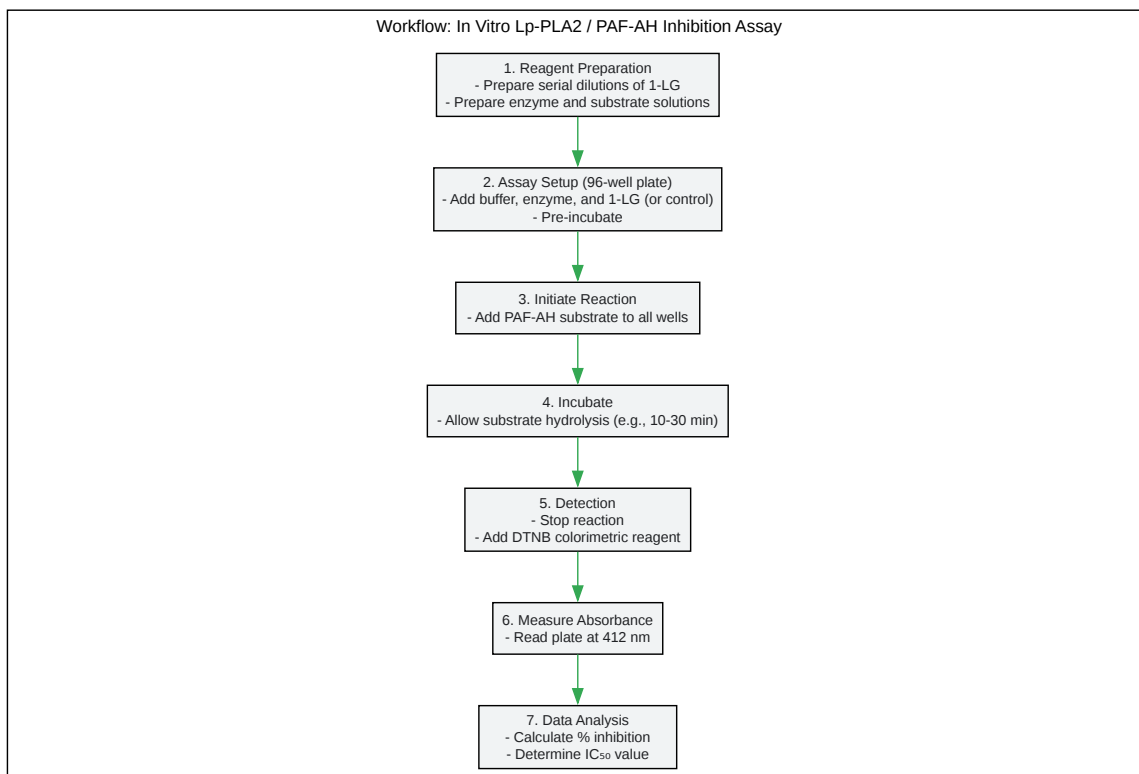 Workflow: In Vitro Lp-PLA2 / PAF-AH Inhibition Assay
1. Reagent Preparation
- Prepare serial dilutions of 1-LG
- Prepare enzyme and substrate solutions
2. Assay Setup (96-well plate)
- Add buffer, enzyme, and 1-LG (or control)
- Pre-incubate
3. Initiate Reaction
- Add PAF-AH substrate to all wells
4. Incubate
- Allow substrate hydrolysis (e.g., 10-30 min)
5. Detection
- Stop reaction
- Add DTNB colorimetric reagent
6. Measure Absorbance
- Read plate at 412 nm
7. Data Analysis
- Calculate % inhibition
- Determine IC₅₀ value